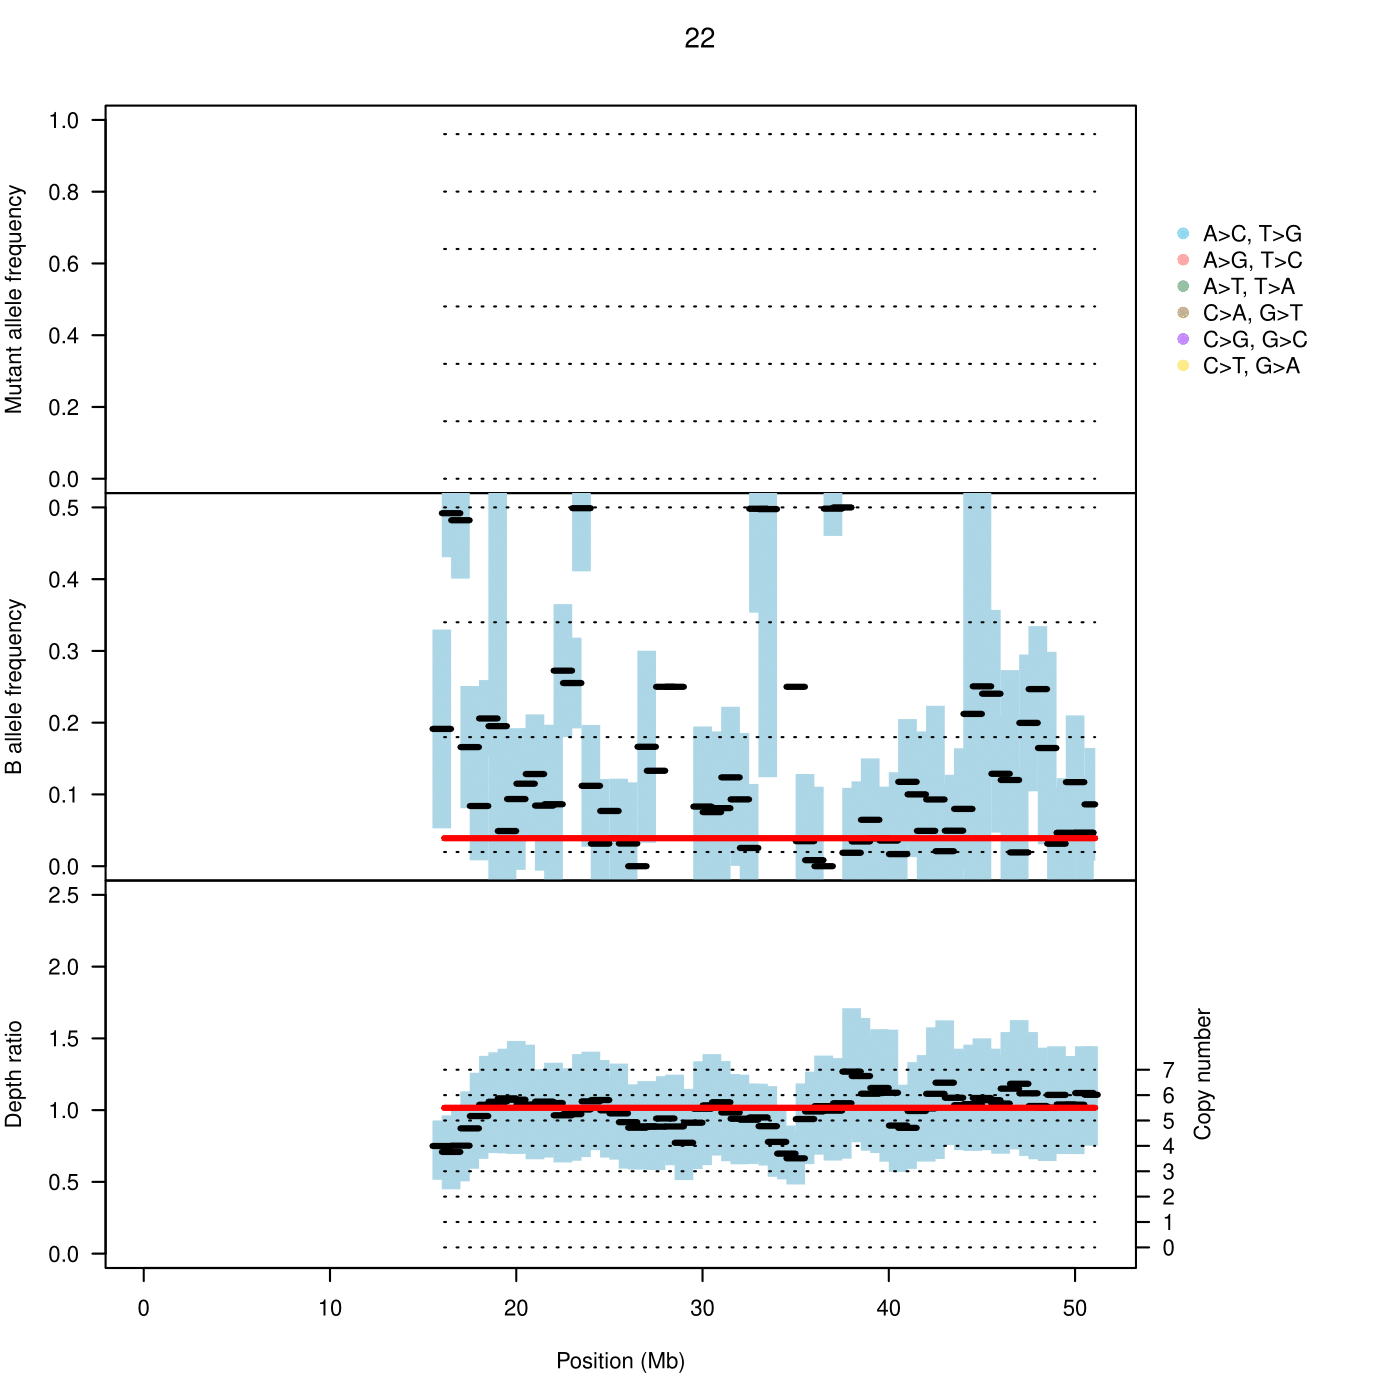 22
Mutant allele frequency
1.0
0.8
0.6
0.4
0.2
0.0
A>C, T>G
A>G, T>C
A>T, T>A
C>A, G>T
C>G, G>C
C>T, G>A
B allele frequency
0.5
0.4
0.3
0.2
0.1
0.0
Depth ratio
2.5
2.0
1.5
1.0
0.5
0.0
Copy number
7
6
5
4
3
2
1
0
0 10 20 30 40 50
Position (Mb)